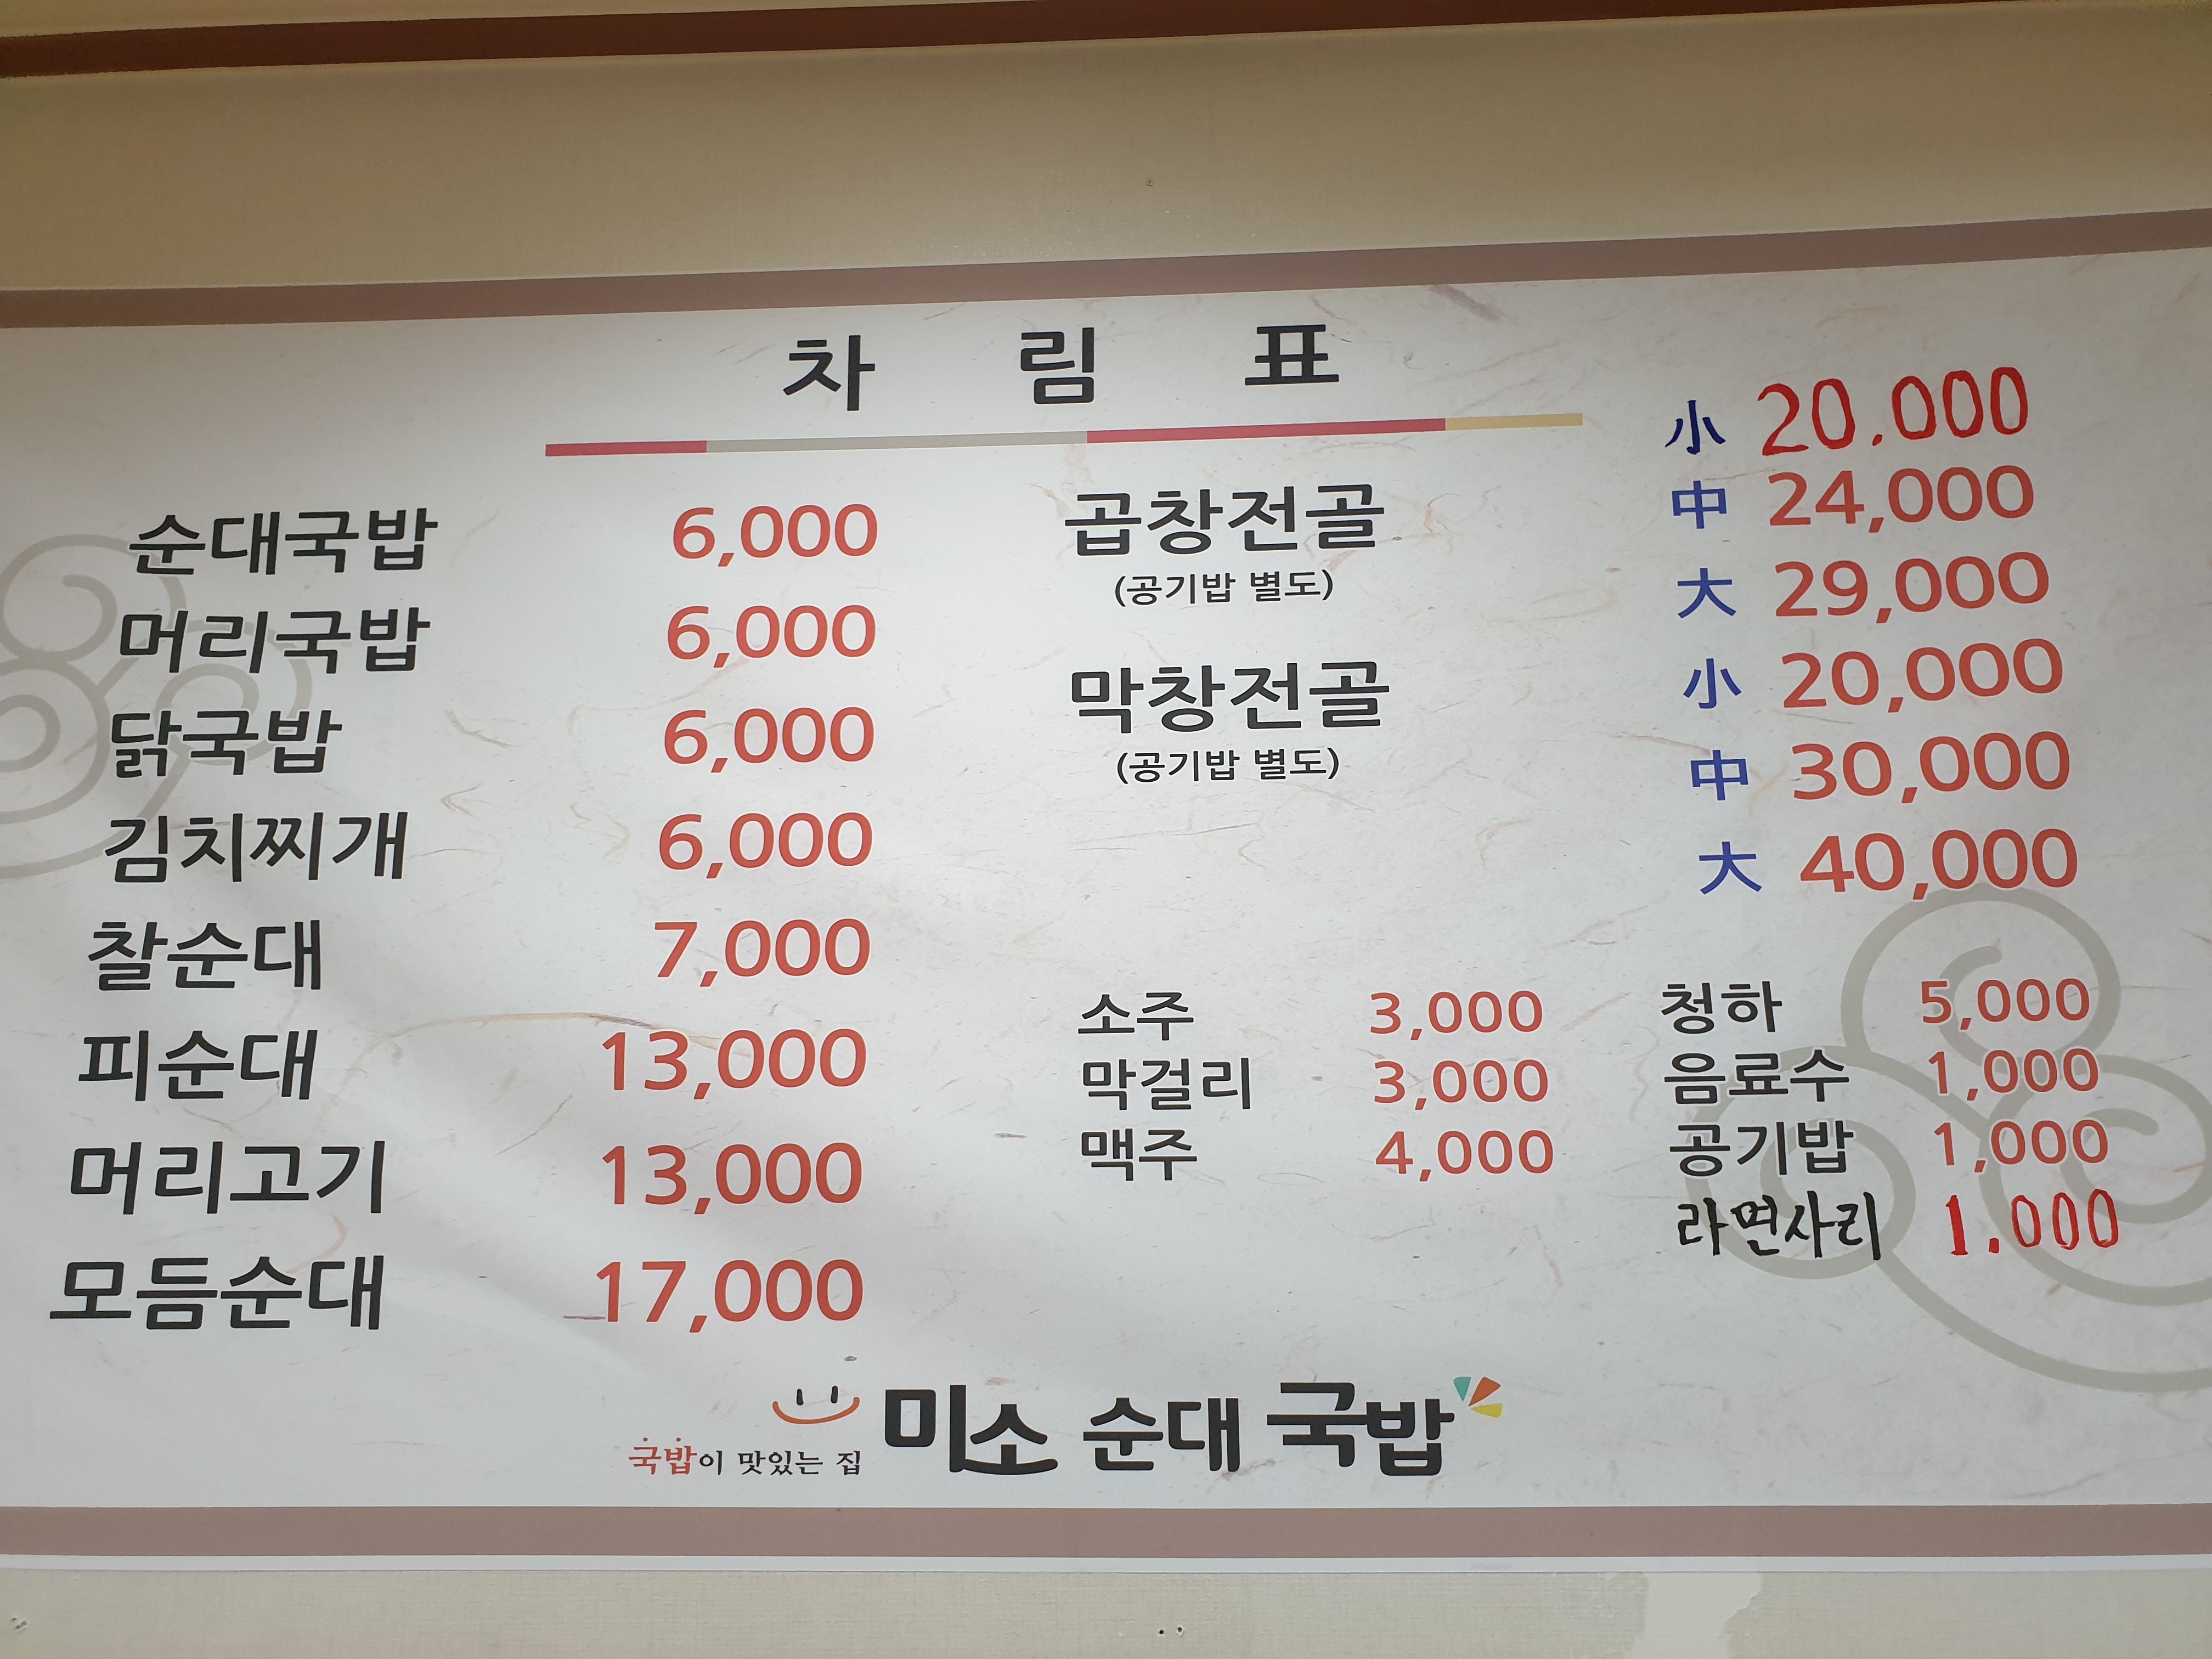 차 림 표
순대국밥 6,000
머리국밥 6,000
닭국밥 6,000
김치찌개 6,000
찰순대 7,000
피순대 13,000
머리고기 13,000
모듬순대 17,000
곱창전골
(공기밥 별도)
小 20.000
中 24,000
大 29,000
막창전골
(공기밥 별도)
小 20,000
中 30,000
大 40,000
소주 3,000
막걸리 3,000
맥주 4,000
청하 5,000
음료수 1,000
공기밥 1,000
라면사리 1.000
국밥이 맛있는 집 미소 순대 국밥